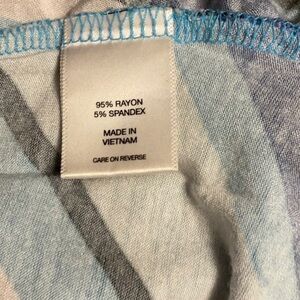 95% RAYON
5% SPANDEX
MADE IN
VIETNAM
CARE ON REVERSE